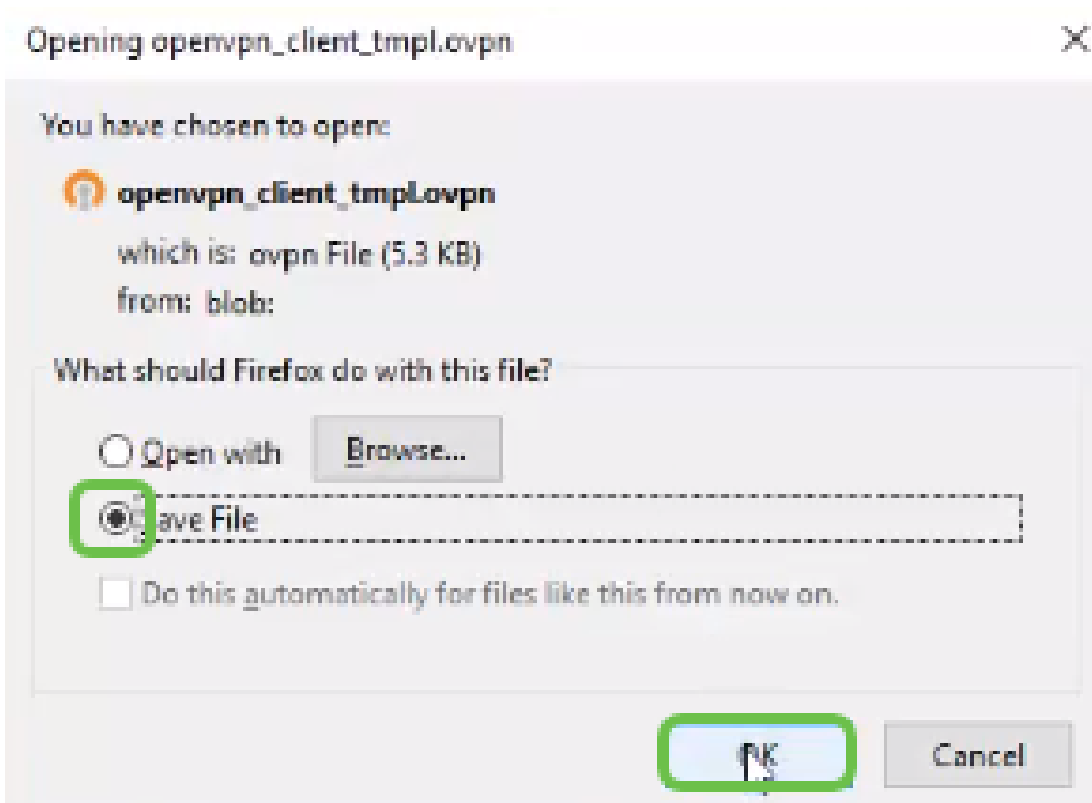 Opening openvpn_client_tmpl.ovpn
You have chosen to open:
openvpn_client_tmpl.ovpn
which is: ovpn File (5.3 KB)
from: blob:
What should Firefox do with this file?
Open with Browse...
ave File
Do this automatically for files like this from now on.
OK Cancel